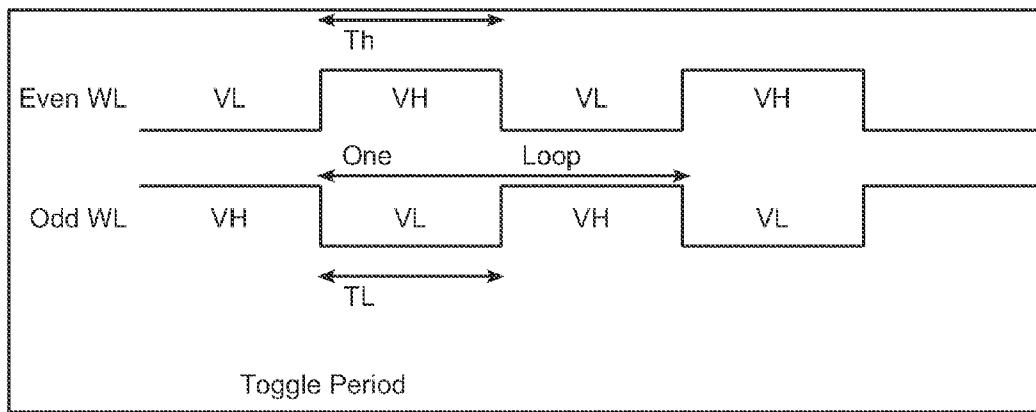 Th
Even WL VL VH VL VH
One Loop
Odd WL VH VL VH VL
TL
Toggle Period